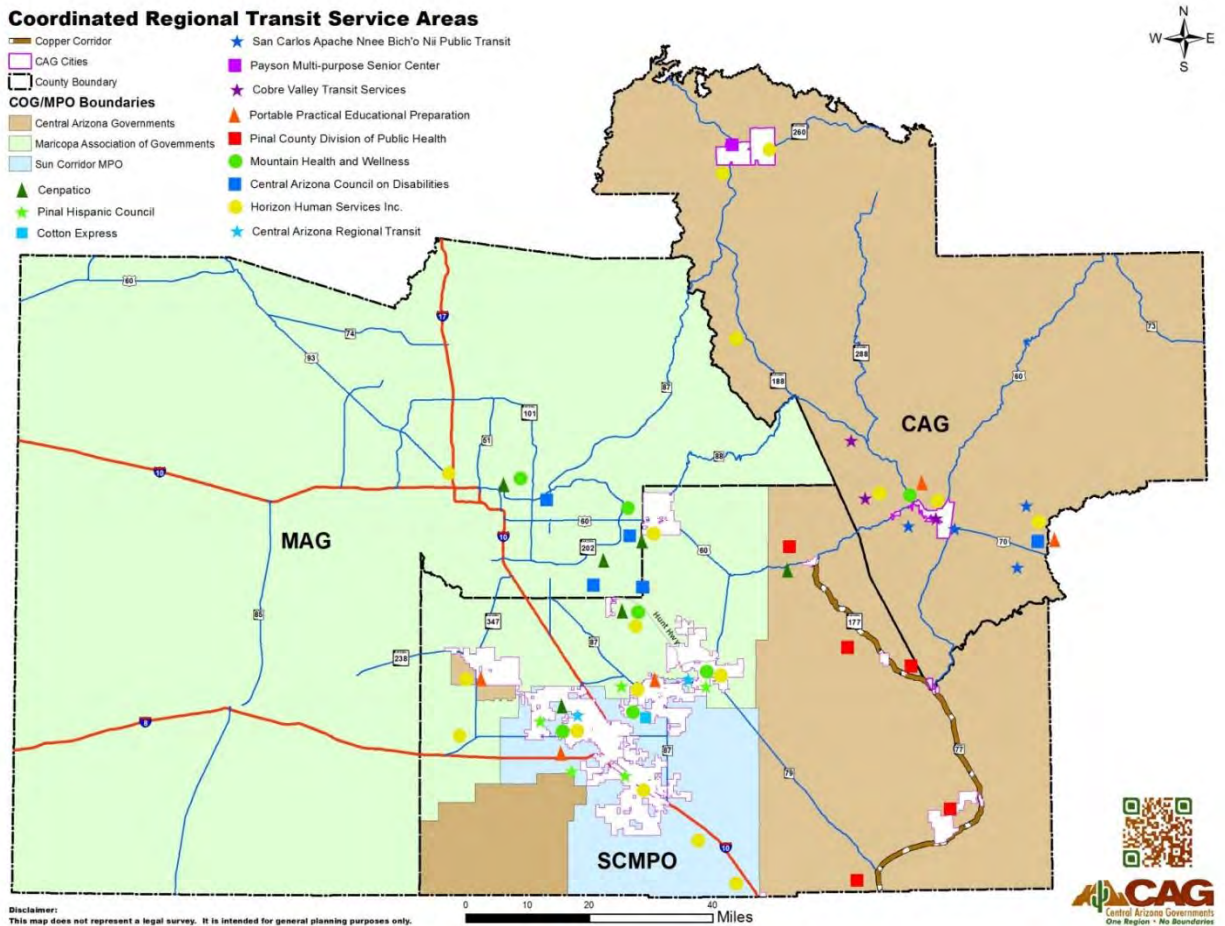 Coordinated Regional Transit Service Areas
Copper Corridor
CAG Cities
County Boundary
COG/MPO Boundaries
Central Arizona Governments
Maricopa Association of Governments
Sun Corridor MPO
Cenpatico
Pinal Hispanic Council
Cotton Express
San Carlos Apache Nnee Bich'o Nii Public Transit
Payson Multi-purpose Senior Center
Cobre Valley Transit Services
Portable Practical Educational Preparation
Pinal County Division of Public Health
Mountain Health and Wellness
Central Arizona Council on Disabilities
Horizon Human Services Inc.
Central Arizona Regional Transit
N
W
E
S
260
60
17
74
93
73
288
60
87
188
101
51
CAG
88
10
60
MAG
10
202
60
70
85
347
Hunt Hwy
177
87
238
8
87
77
79
SCMPO
10
CAG
Central Arizona Governments
One Region • No Boundaries
Disclaimer:
This map does not represent a legal survey. It is intended for general planning purposes only.
0 10 20 40
Miles